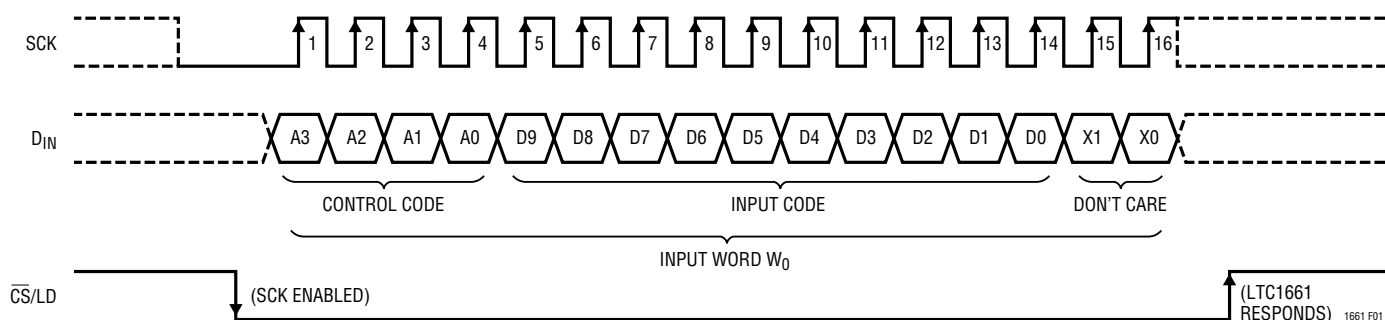 SCK 1 2 3 4 5 6 7 8 9 10 11 12 13 14 15 16
DIN A3 A2 A1 A0 D9 D8 D7 D6 D5 D4 D3 D2 D1 D0 X1 X0
CONTROL CODE INPUT CODE DON'T CARE
INPUT WORD W0
CS/LD (SCK ENABLED) (LTC1661
RESPONDS) 1661 F01